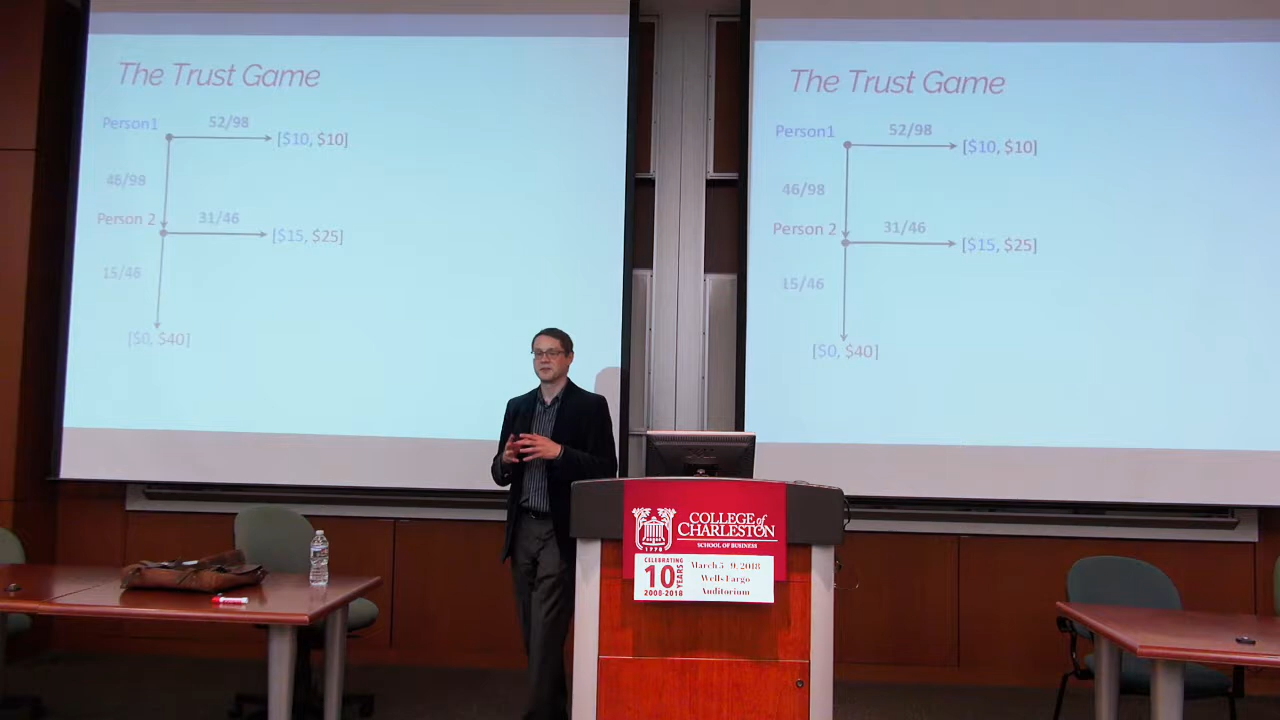 The Trust Game
Person1
52/98
[$10, $10]
46/98
Person 2
31/46
[$15, $25]
15/46
[$0, $40]
The Trust Game
Person1
52/98
[$10, $10]
46/98
Person 2
31/46
[$15, $25]
15/46
[$0, $40]
COLLEGE of
CHARLESTON
1770
SCHOOL OF BUSINESS
CELEBRATING
10 YEARS
2008-2018
March 5-9, 2018
Wells Fargo
Auditorium